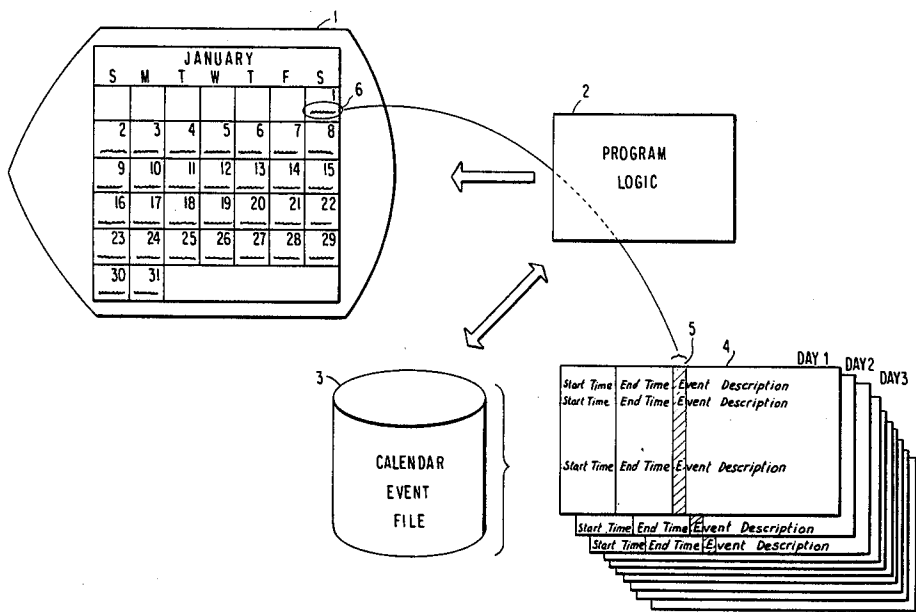 1
JANUARY
S M T W T F S
1
6
2 3 4 5 6 7 8
9 10 11 12 13 14 15
16 17 18 19 20 21 22
23 24 25 26 27 28 29
30 31
2
PROGRAM
LOGIC
3
CALENDAR
EVENT
FILE
5
4
DAY 1
DAY2
DAY3
Start Time End Time Event Description
Start Time End Time Event Description
Start Time End Time Event Description
Start Time End Time Event Description
Start Time End Time Event Description